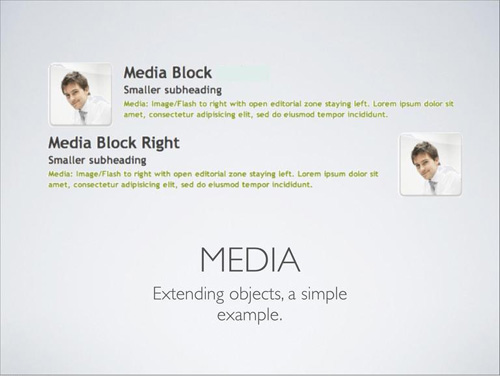 Media Block
Smaller subheading
Media: Image/Flash to right with open editorial zone staying left. Lorem ipsum dolor sit
amet, consectetur adipisicing elit, sed do eiusmod tempor incididunt.
Media Block Right
Smaller subheading
Media: Image/Flash to right with open editorial zone staying left. Lorem ipsum dolor sit
amet, consectetur adipisicing elit, sed do eiusmod tempor incididunt.
MEDIA
Extending objects, a simple
example.